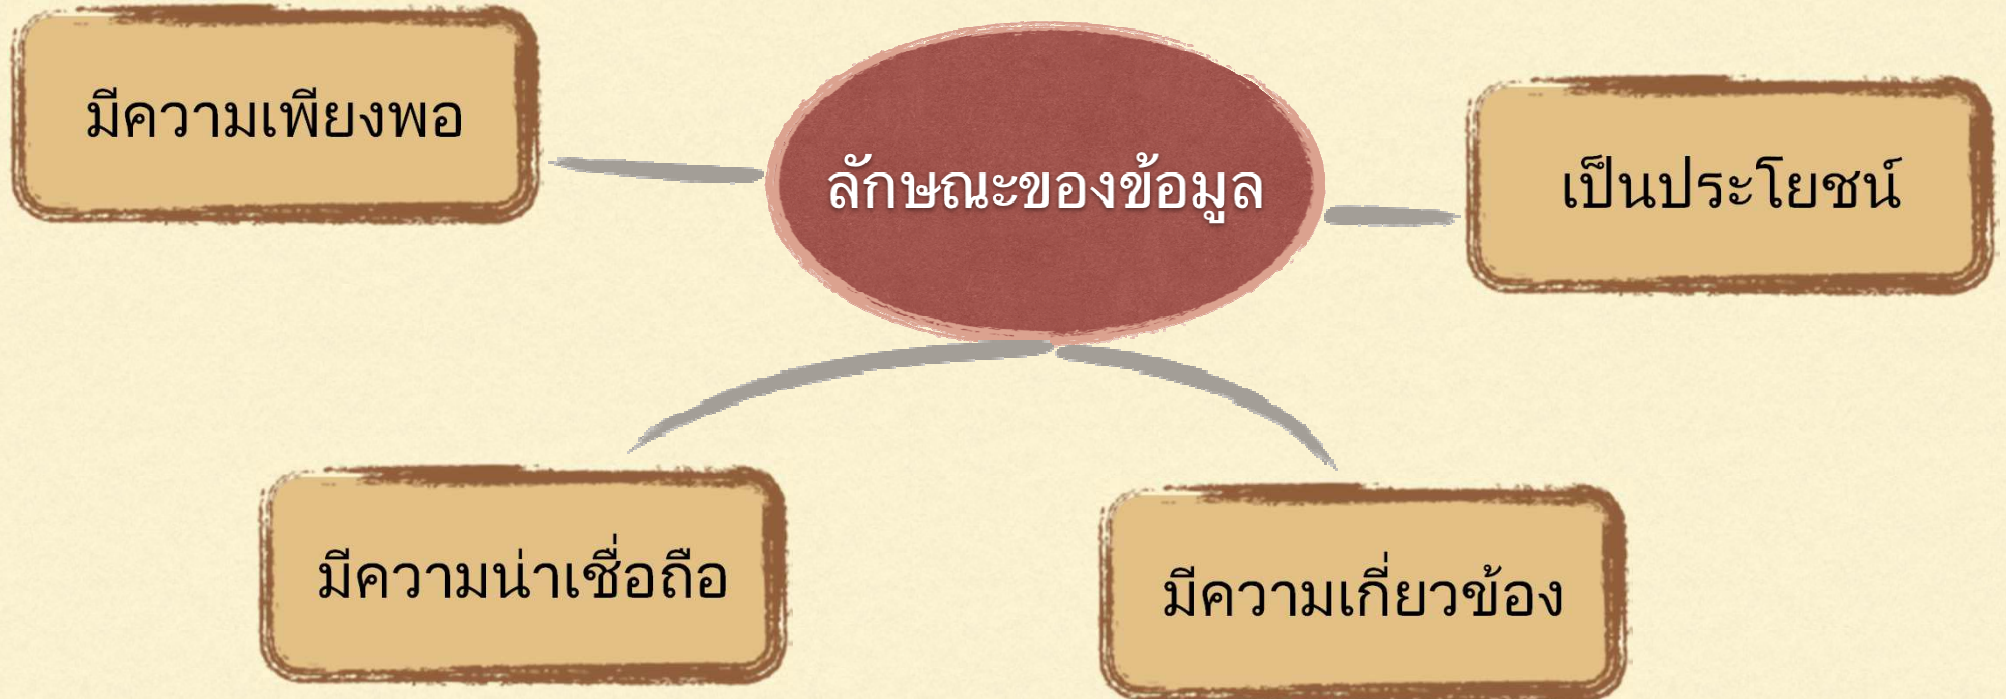 มีความเพียงพอ
ลักษณะของข้อมูล
เป็นประโยชน์
มีความน่าเชื่อถือ
มีความเกี่ยวข้อง